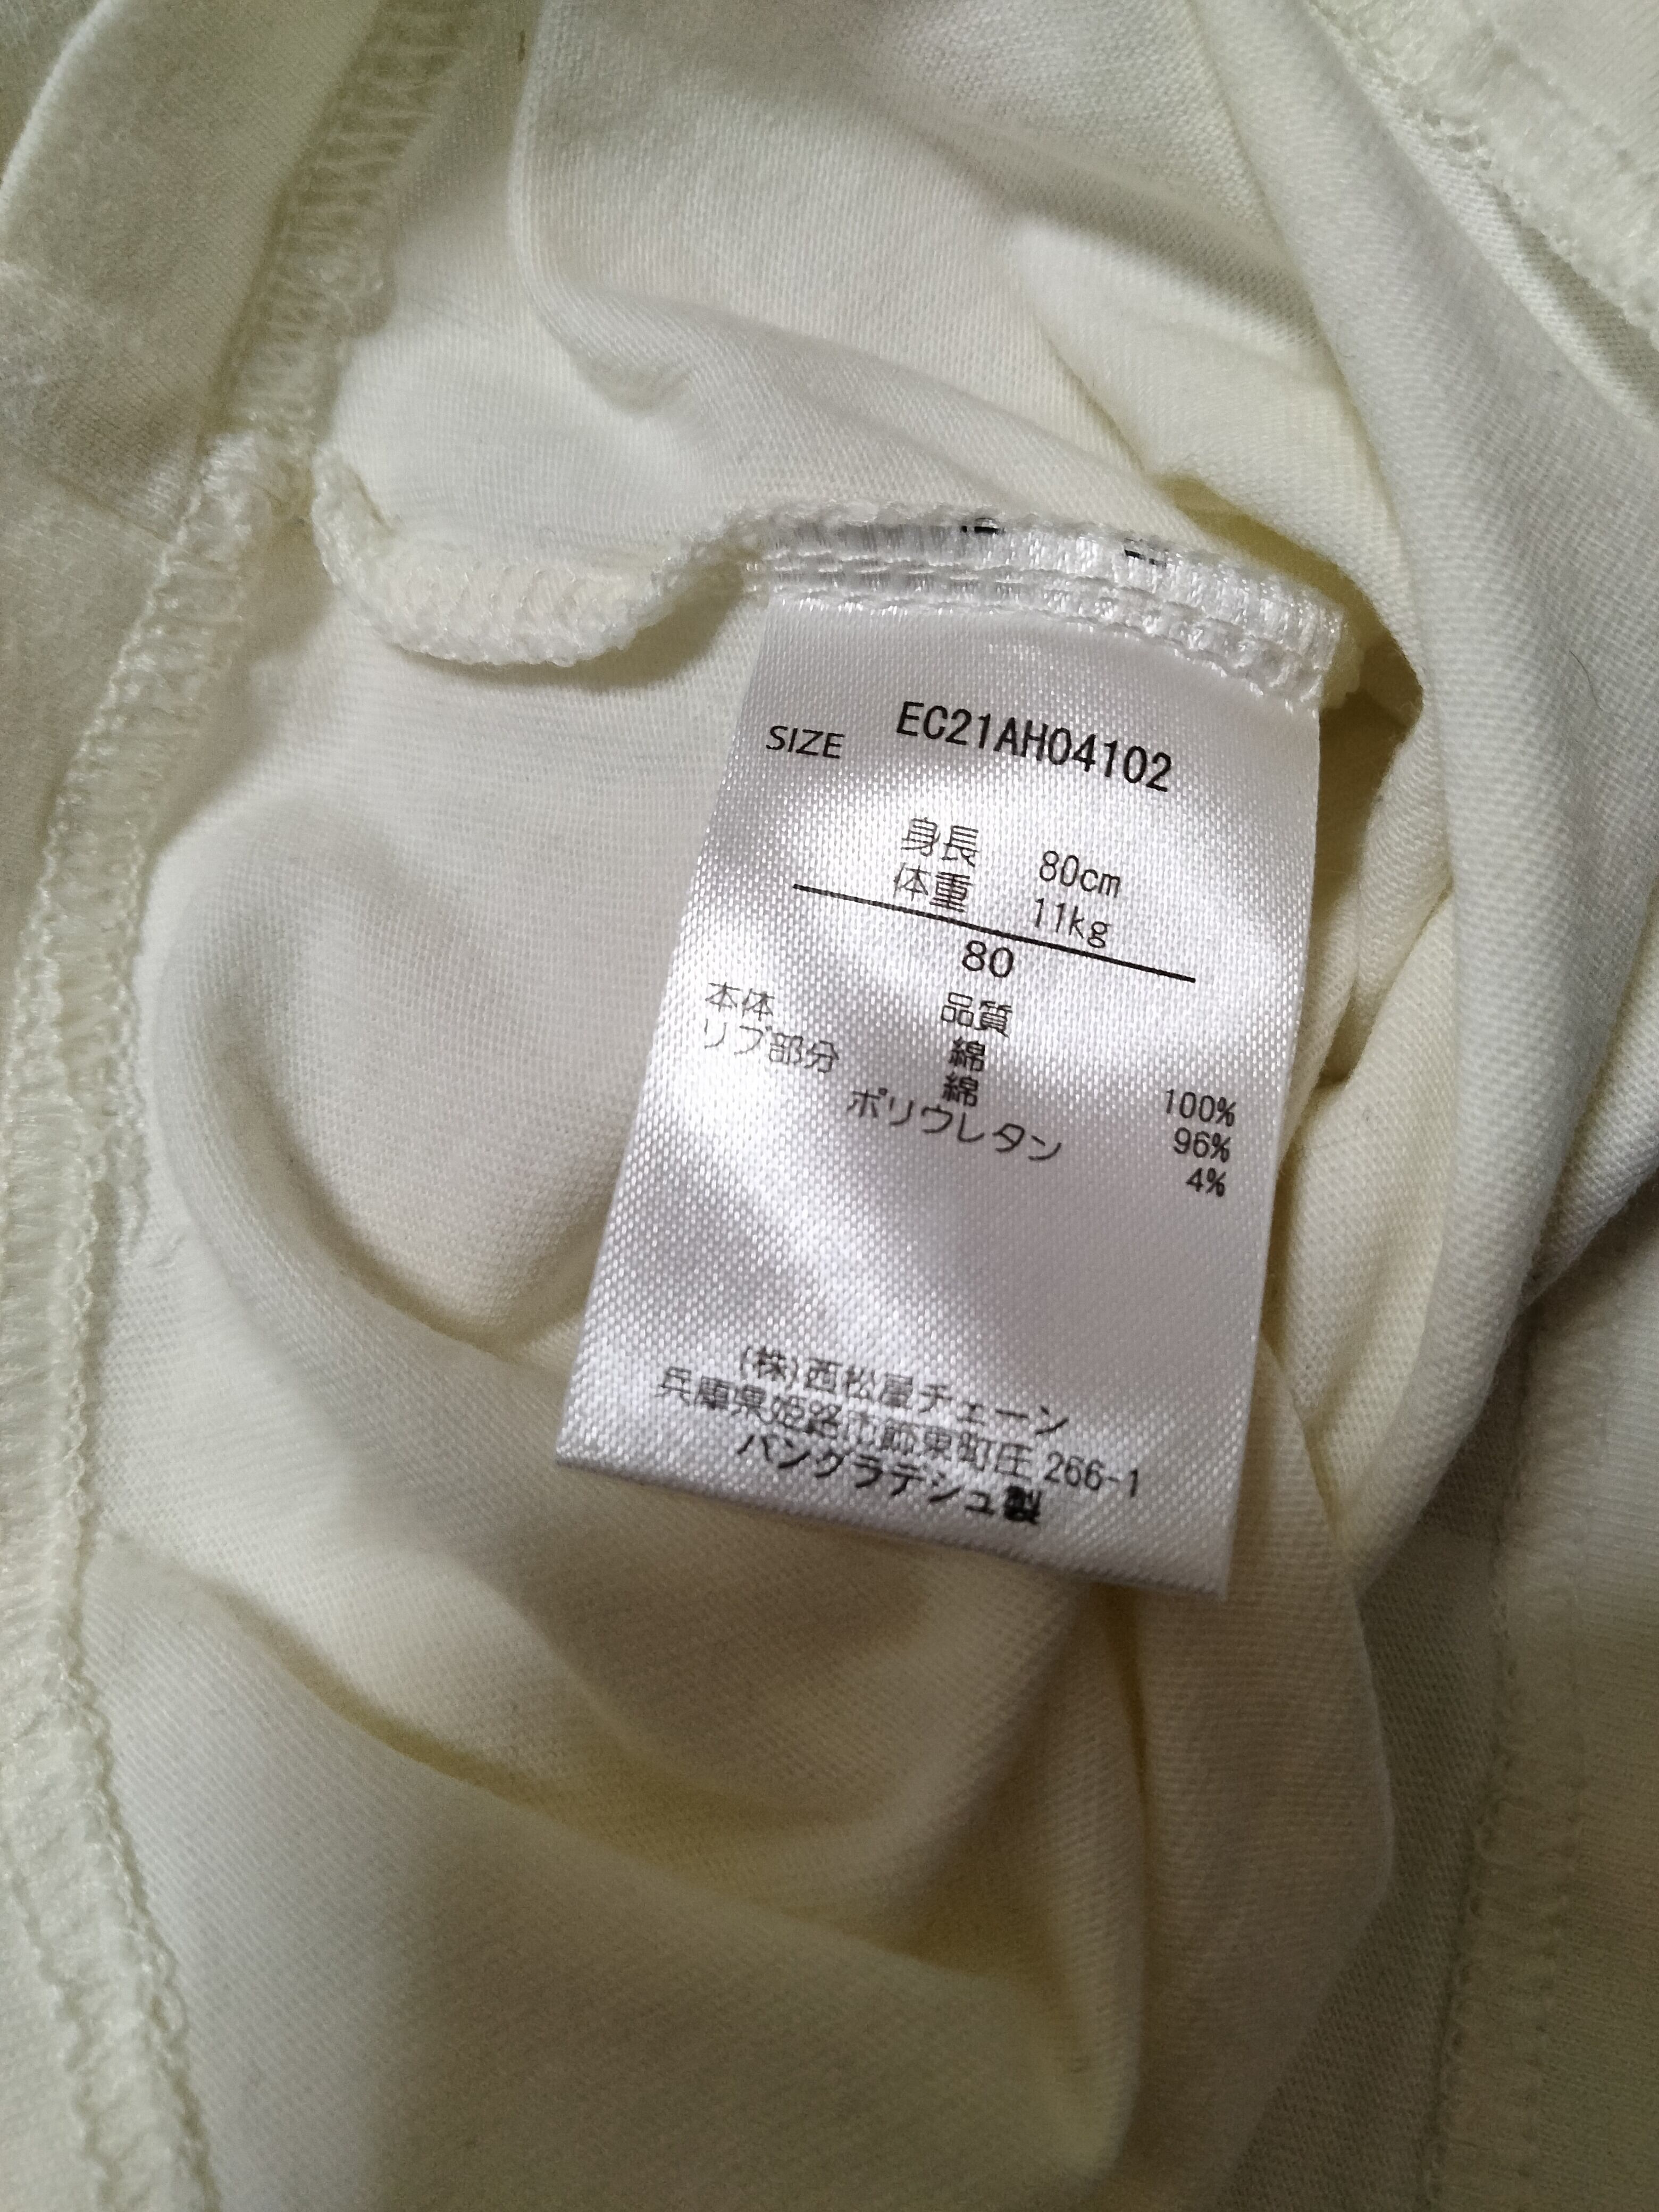 EC21AH04102
SIZE
身長 80cm
体重 11kg
80
品質
本体 綿 100%
リブ部分 綿 96%
ポリウレタン 4%
(株)西松屋チェーン
兵庫県姫路市飾東町庄 266-1
バングラデシュ製